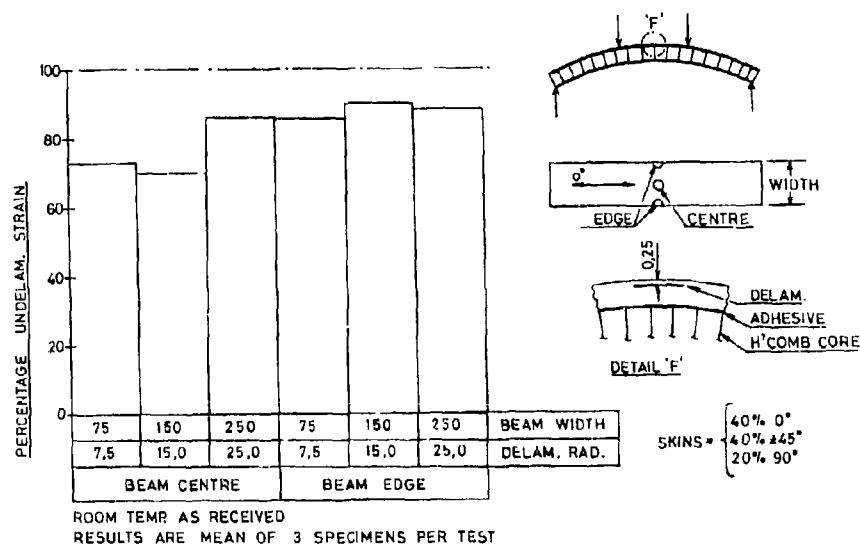 PERCENTAGE UNDELAM. STRAIN
100
80
60
40
20
0
75 150 250 75 150 250 BEAM WIDTH
7,5 15,0 25,0 7,5 15,0 25,0 DELAM. RAD.
BEAM CENTRE BEAM EDGE
ROOM TEMP. AS RECEIVED
RESULTS ARE MEAN OF 3 SPECIMENS PER TEST
'F'
0°
WIDTH
EDGE CENTRE
0,25
DELAM.
ADHESIVE
H'COMB CORE
DETAIL 'F'
SKINS =
40% 0°
40% ±45°
20% 90°